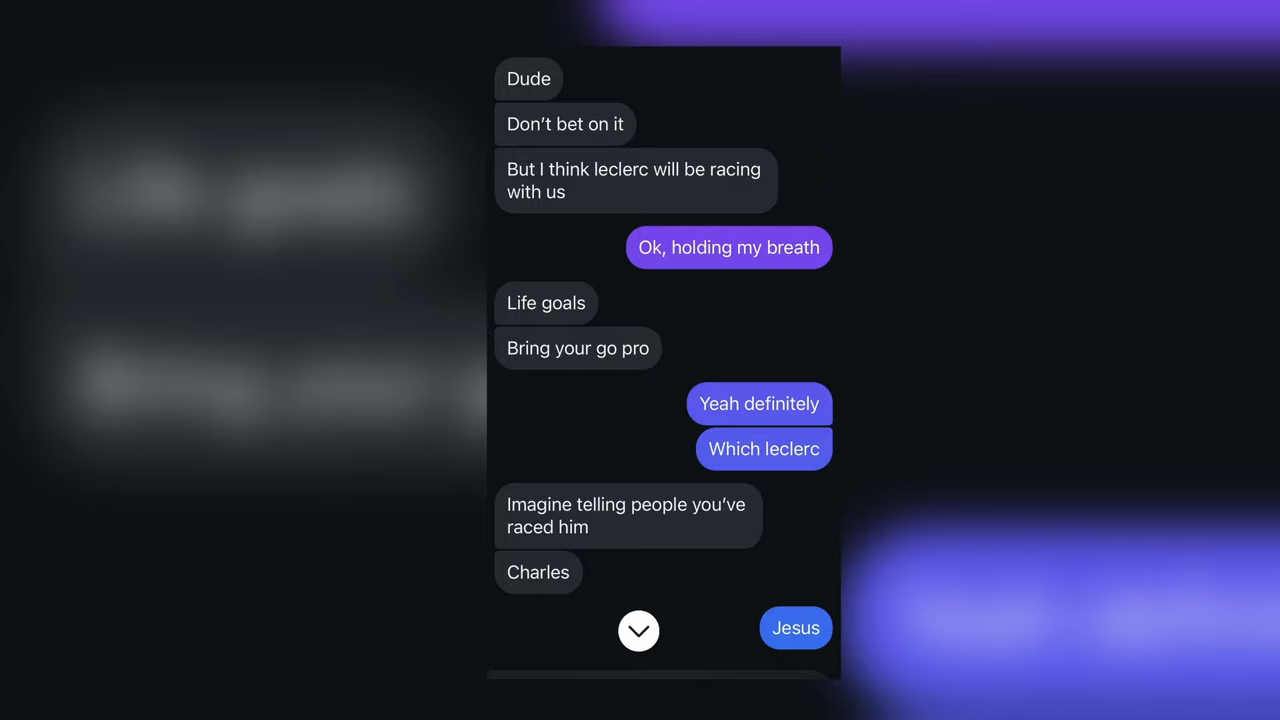 Dude
Don’t bet on it
But I think leclerc will be racing
with us
Ok, holding my breath
Life goals
Bring your go pro
Yeah definitely
Which leclerc
Imagine telling people you’ve
raced him
Charles
Jesus